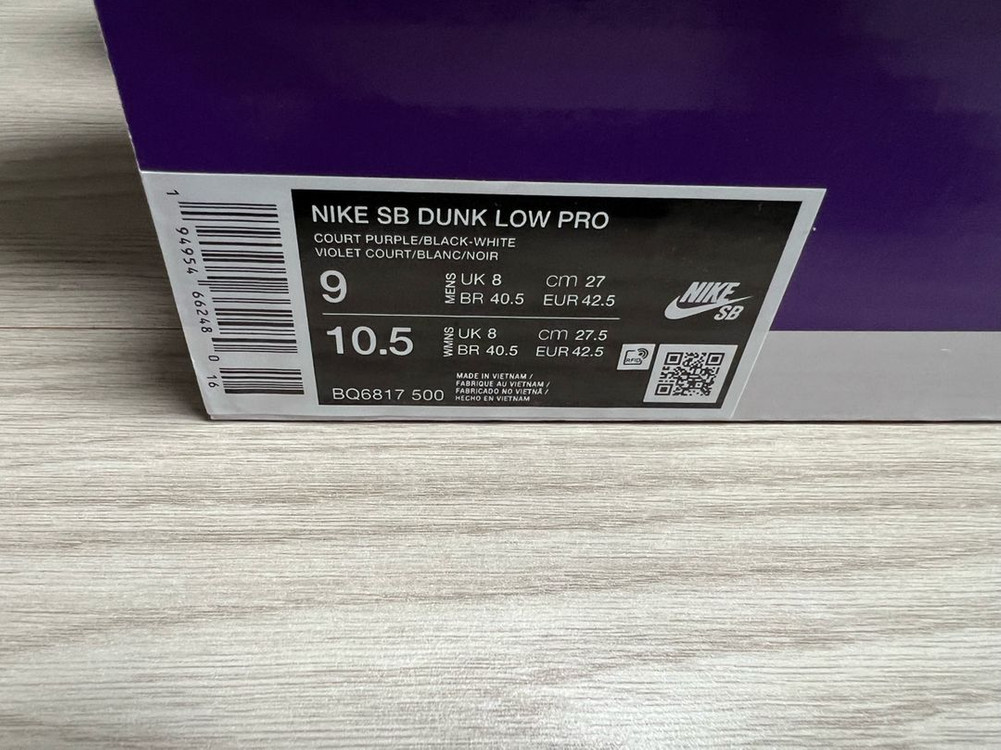 NIKE SB DUNK LOW PRO
COURT PURPLE/BLACK-WHITE
VIOLET COURT/BLANC/NOIR
9 MENS UK 8 cm 27
BR 40.5 EUR 42.5
10.5 WMNS UK 8 cm 27.5
BR 40.5 EUR 42.5
BQ6817 500
MADE IN VIETNAM /
FABRIQUE AU VIETNAM /
FABRICADO NO VIETNÃ /
HECHO EN VIETNAM
NIKE
SB
RFID
1 94954 66248 0 16